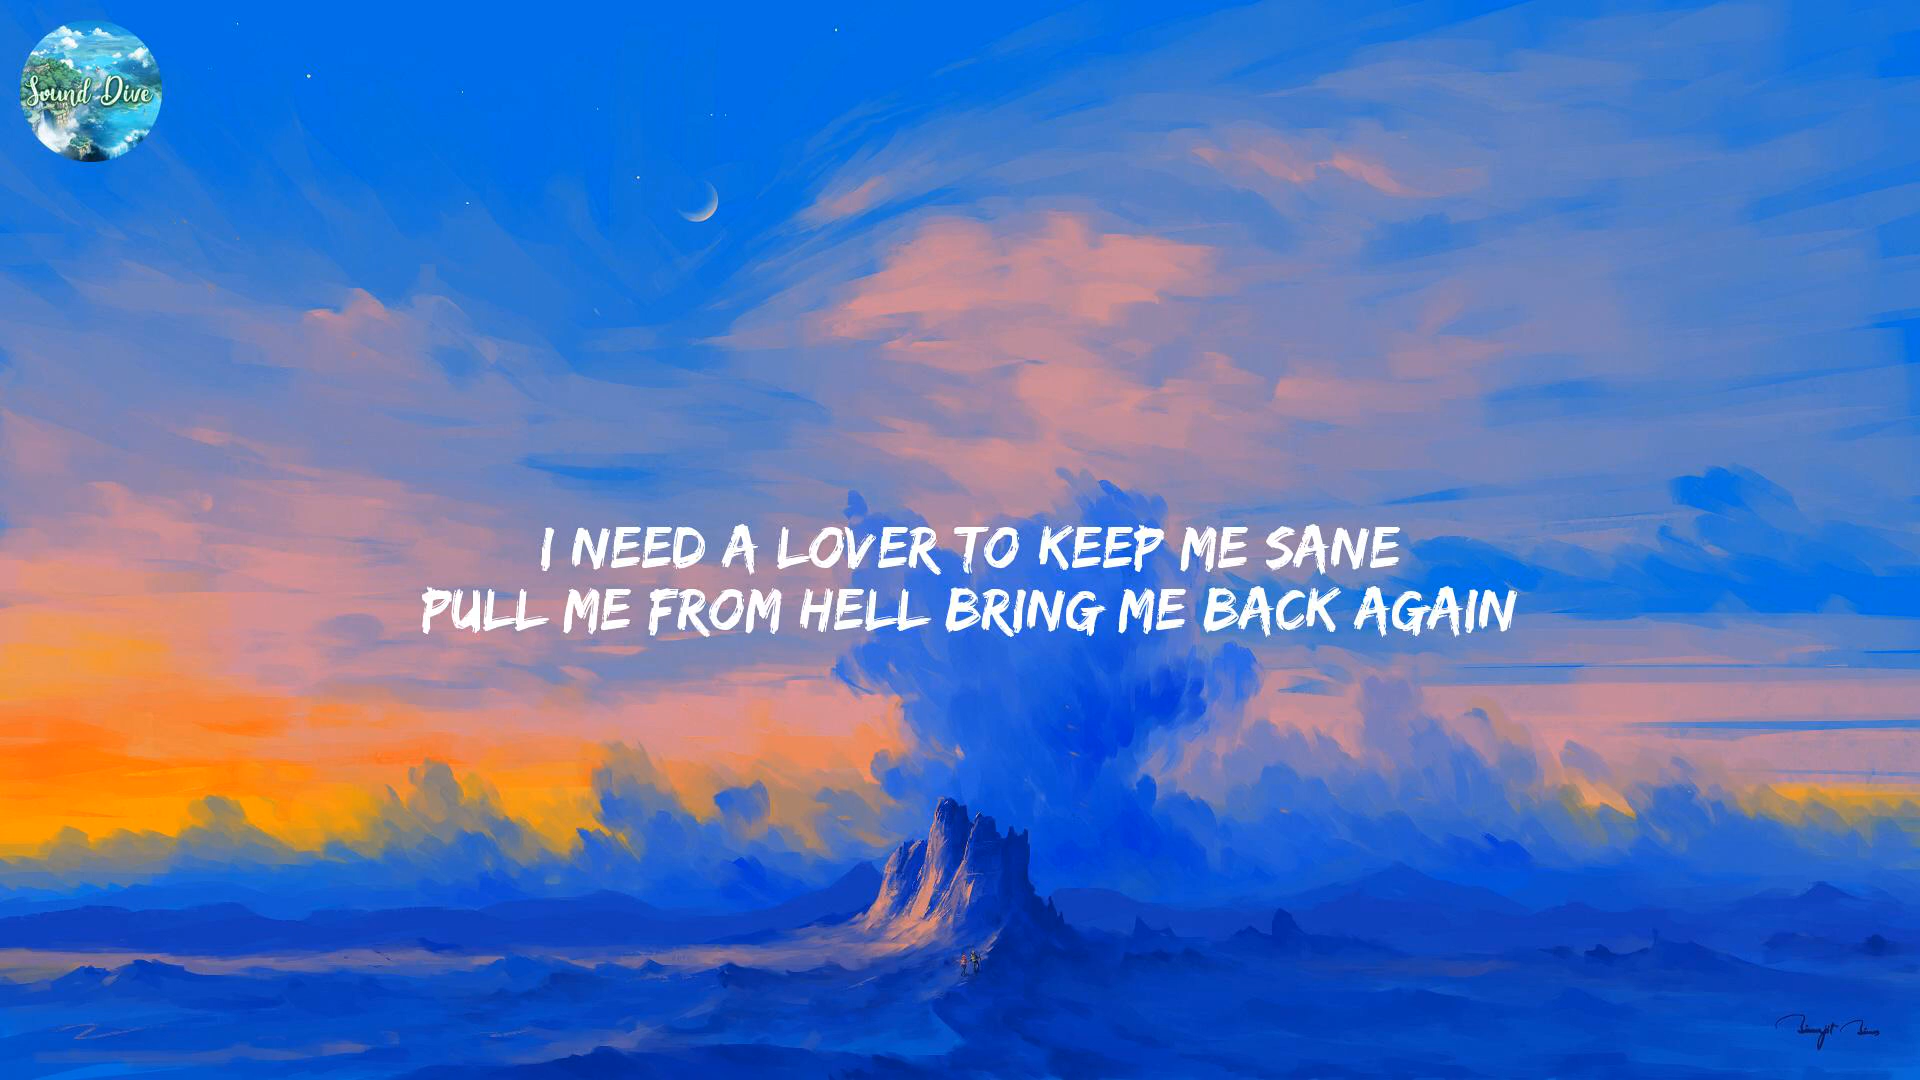 Sound Dive
I NEED A LOVER TO KEEP ME SANE
PULL ME FROM HELL BRING ME BACK AGAIN